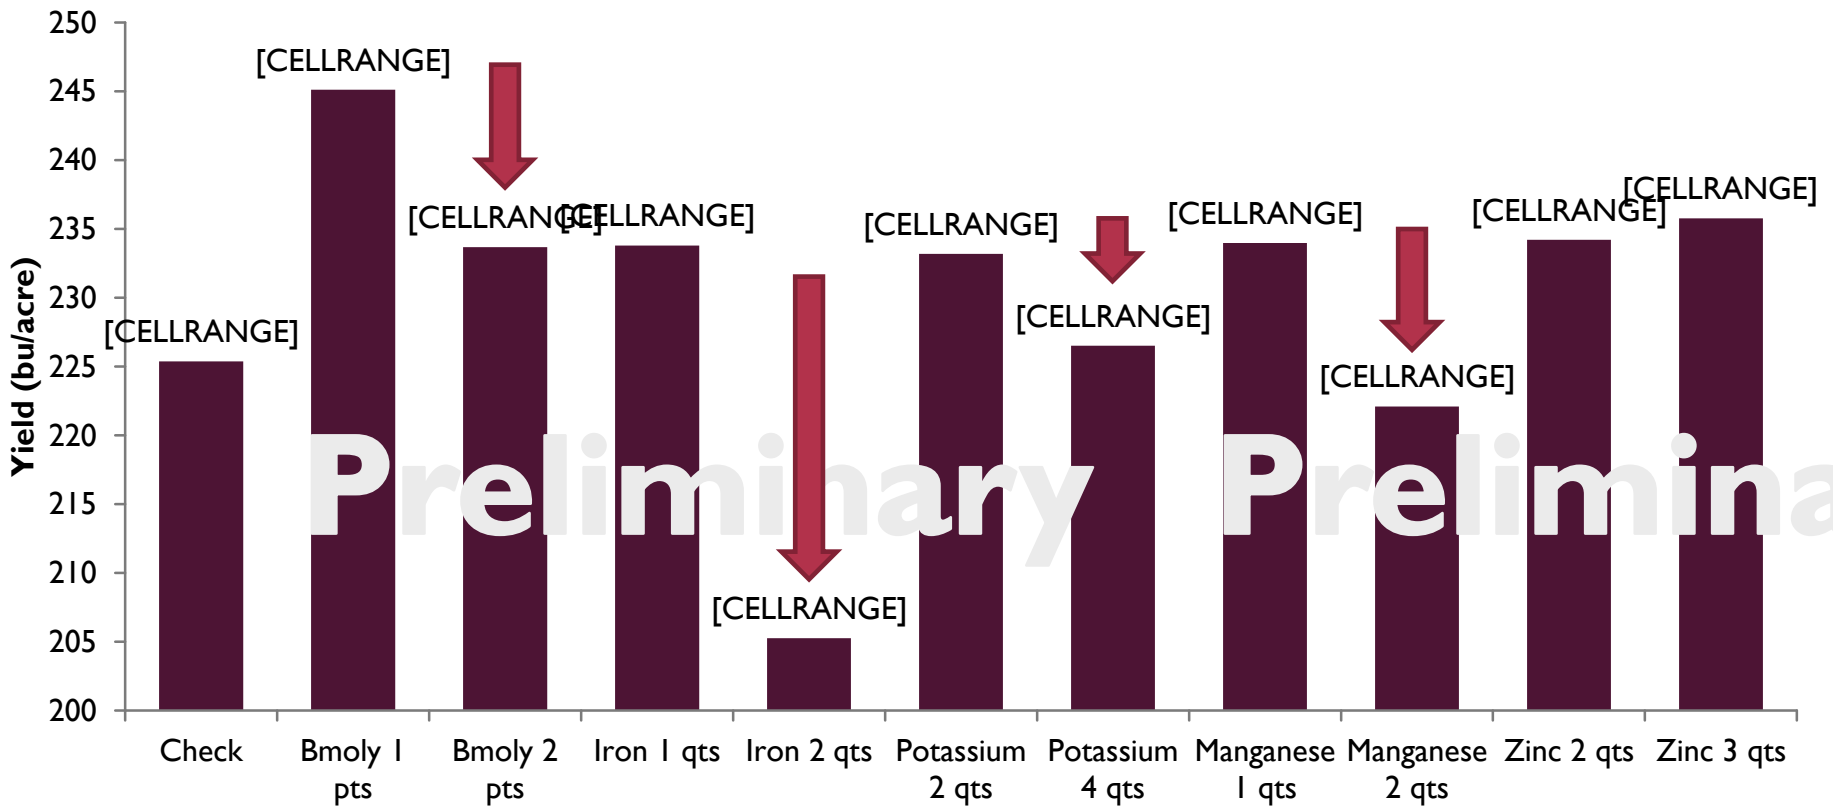 250
245
240
235
230
225
220
215
210
205
200
Yield (bu/acre)
[CELLRANGE]
[CELLRANGE]
[CELLRANGE]
[CELLRANGE]
[CELLRANGE]
[CELLRANGE]
[CELLRANGE]
[CELLRANGE]
[CELLRANGE]
[CELLRANGE]
[CELLRANGE]
Preliminary Prelimina
Check
Bmoly 1
pts
Bmoly 2
pts
Iron 1 qts
Iron 2 qts
Potassium
2 qts
Potassium
4 qts
Manganese
1 qts
Manganese
2 qts
Zinc 2 qts
Zinc 3 qts